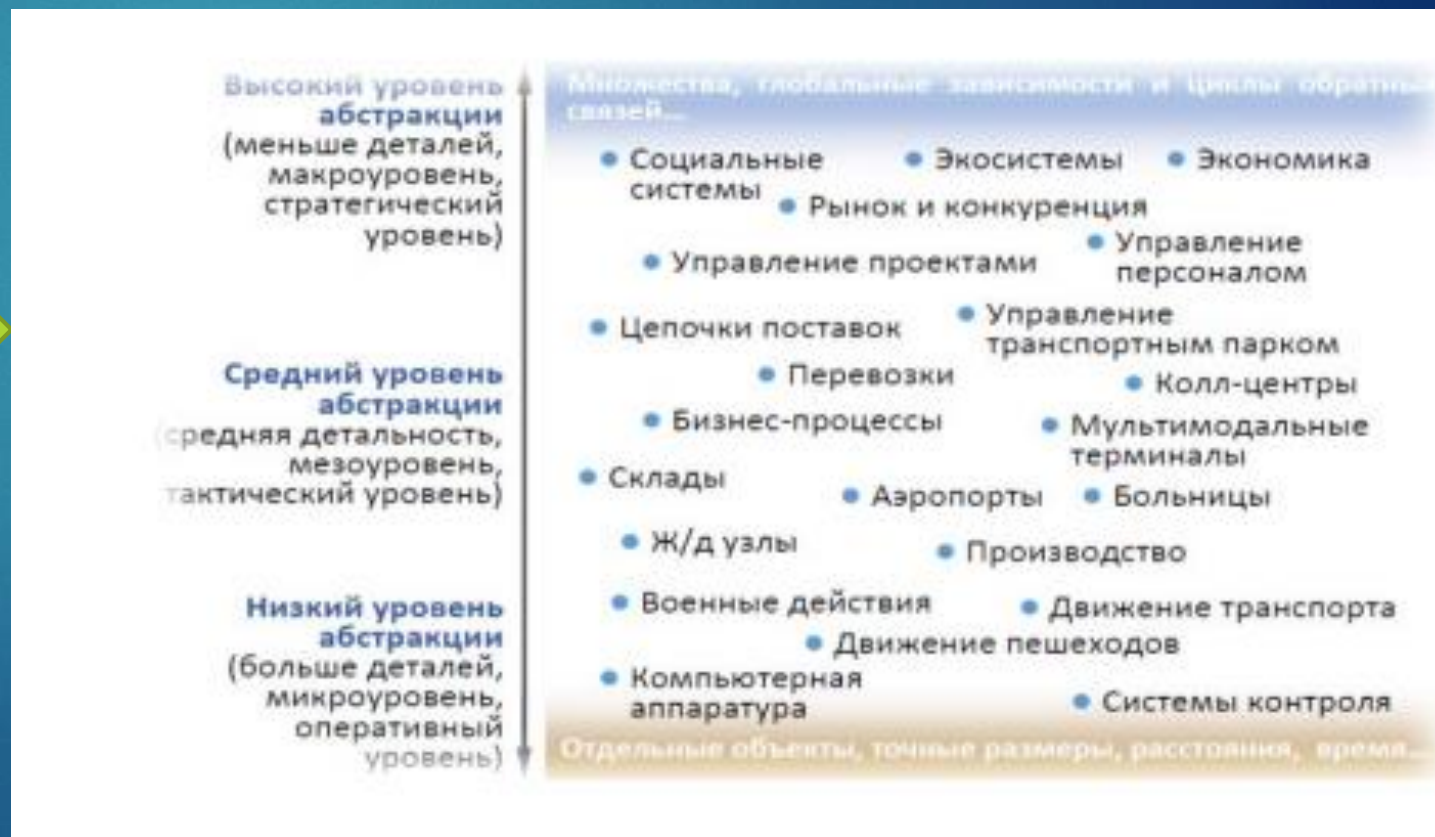 Высокий уровень
абстракции
(меньше деталей,
макроуровень,
стратегический
уровень)
Средний уровень
абстракции
(средняя детальность,
мезоуровень,
тактический уровень)
Низкий уровень
абстракции
(больше деталей,
микроуровень,
оперативный
уровень)
Множества, глобальные зависимости и циклы обратных
связей...
• Социальные
системы
• Экосистемы
• Экономика
• Рынок и конкуренция
• Управление проектами
• Управление
персоналом
• Цепочки поставок
• Управление
транспортным парком
• Перевозки
• Колл-центры
• Бизнес-процессы
• Мультимодальные
терминалы
• Склады
• Аэропорты
• Больницы
• Ж/д узлы
• Производство
• Военные действия
• Движение транспорта
• Движение пешеходов
• Компьютерная
аппаратура
• Системы контроля
Отдельные объекты, точные размеры, расстояния, время...